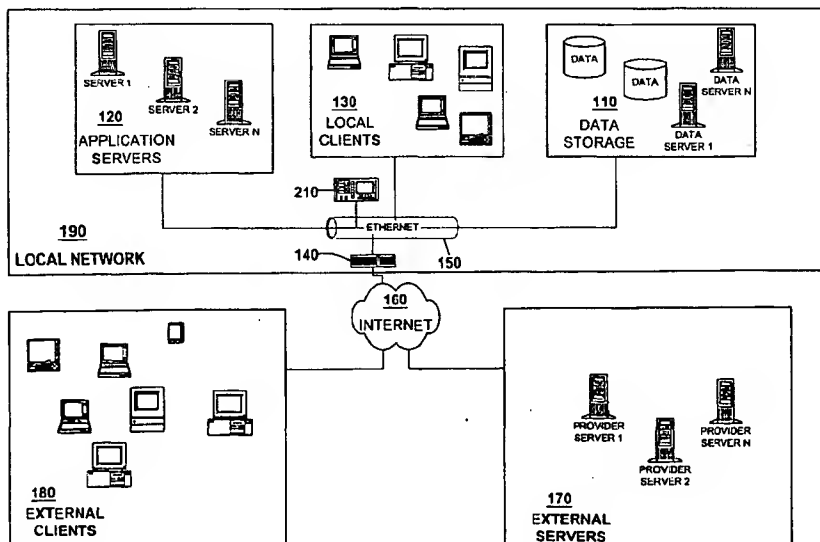 SERVER 1
SERVER 2
SERVER N
120
APPLICATION
SERVERS
130
LOCAL
CLIENTS
DATA
DATA
DATA
SERVER N
DATA
SERVER 1
110
DATA
STORAGE
210
ETHERNET
190
LOCAL NETWORK
140
150
160
INTERNET
180
EXTERNAL
CLIENTS
PROVIDER
SERVER 1
PROVIDER
SERVER 2
PROVIDER
SERVER N
170
EXTERNAL
SERVERS